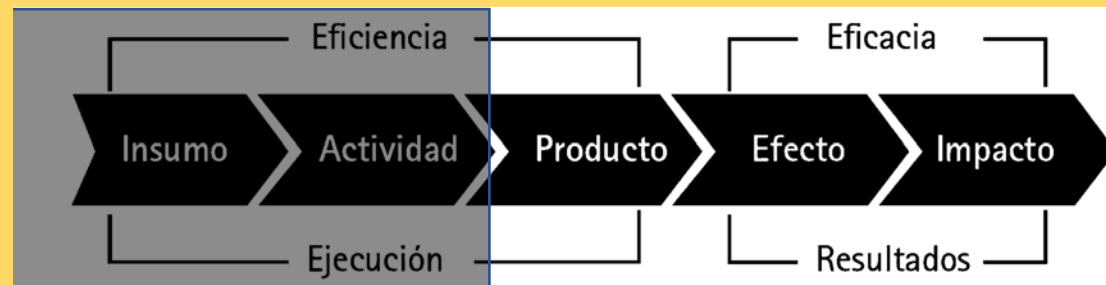 Eficiencia Eficacia
Insumo Actividad Producto Efecto Impacto
Ejecución Resultados